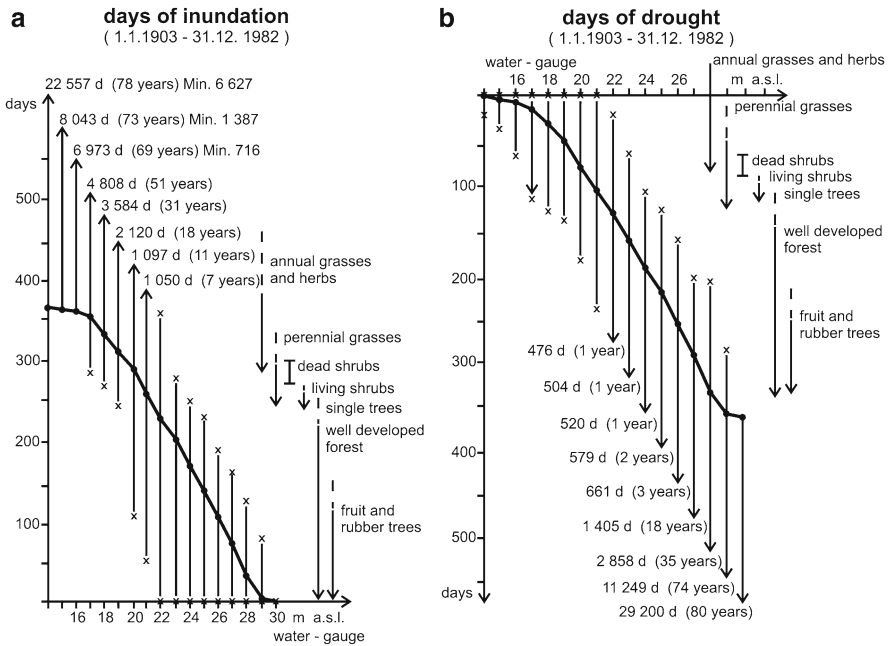 a
days of inundation
( 1.1.1903 - 31.12. 1982 )
22 557 d (78 years) Min. 6 627
days
8 043 d (73 years) Min. 1 387
6 973 d (69 years) Min. 716
4 808 d (51 years)
500
3 584 d (31 years)
2 120 d (18 years)
1 097 d (11 years)
400
1 050 d (7 years)
annual grasses
and herbs
perennial grasses
300
dead shrubs
living shrubs
single trees
well developed
forest
200
100
fruit and
rubber trees
16 18 20 22 24 26 28 30 m a.s.l.
water - gauge
b
days of drought
( 1.1.1903 - 31.12. 1982 )
annual grasses and herbs
water - gauge
16 18 20 22 24 26 m a.s.l.
perennial grasses
dead shrubs
living shrubs
single trees
100
well developed
forest
200
fruit and
rubber trees
300
476 d (1 year)
504 d (1 year)
520 d (1 year)
400
579 d (2 years)
661 d (3 years)
1 405 d (18 years)
500
2 858 d (35 years)
11 249 d (74 years)
days
29 200 d (80 years)